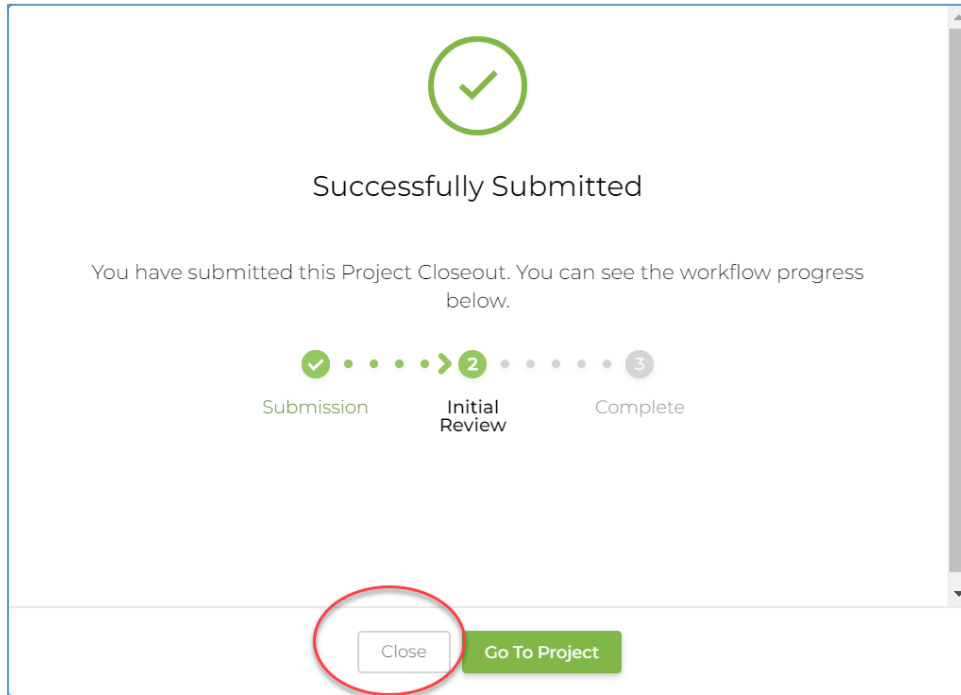 Successfully Submitted
You have submitted this Project Closeout. You can see the workflow progress
below.
2 3
Submission Initial Complete
Review
Close Go To Project